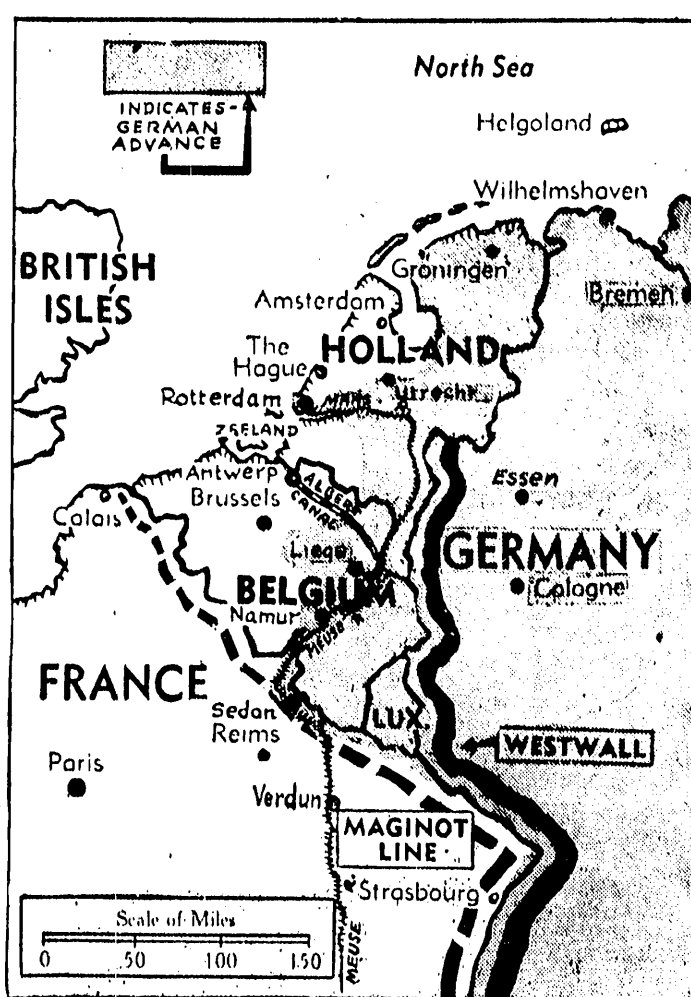 North Sea
INDICATES-
GERMAN
ADVANCE
Helgoland
Wilhelmshaven
BRITISH
ISLES
Groningen
Bremen
Amsterdam
The
Hague
HOLLAND
Utrecht
Rotterdam
MAAS R.
ZEELAND
Antwerp
ALBERT
CANAL
Brussels
Essen
Calais
Liege
GERMANY
BELGIUM
Cologne
Namur
MEUSE R.
FRANCE
Sedan
LUX.
Reims
WESTWALL
Paris
Verdun
MAGINOT
LINE
Strasbourg
MEUSE R.
Scale of Miles
0 50 100 150